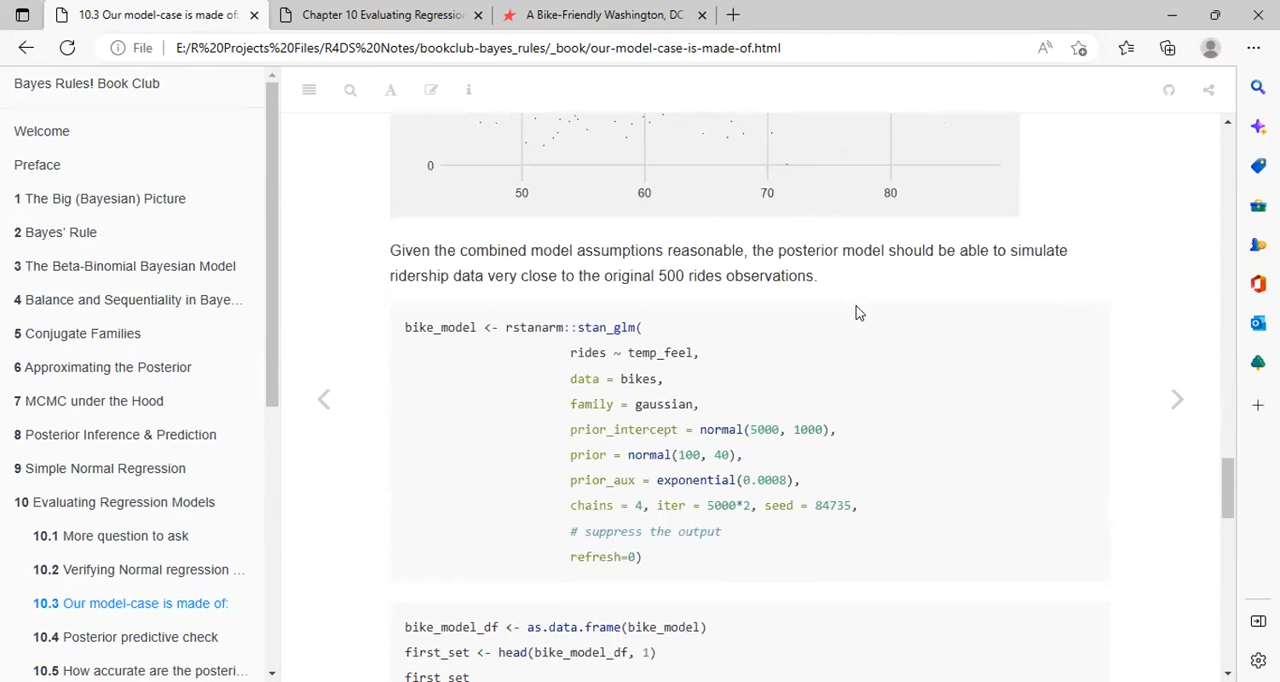 10.3 Our model-case is made of:
Chapter 10 Evaluating Regressio
A Bike-Friendly Washington, DC
File
E:/R%20Projects%20Files/R4DS%20Notes/bookclub-bayes_rules/_book/our-model-case-is-made-of.html
Bayes Rules! Book Club
Welcome
Preface
1 The Big (Bayesian) Picture
2 Bayes' Rule
3 The Beta-Binomial Bayesian Model
4 Balance and Sequentiality in Baye...
5 Conjugate Families
6 Approximating the Posterior
7 MCMC under the Hood
8 Posterior Inference & Prediction
9 Simple Normal Regression
10 Evaluating Regression Models
10.1 More question to ask
10.2 Verifying Normal regression ...
10.3 Our model-case is made of:
10.4 Posterior predictive check
10.5 How accurate are the posteri...
0
50 60 70 80
Given the combined model assumptions reasonable, the posterior model should be able to simulate
ridership data very close to the original 500 rides observations.
bike_model <- rstanarm::stan_glm(
rides ~ temp_feel,
data = bikes,
family = gaussian,
prior_intercept = normal(5000, 1000),
prior = normal(100, 40),
prior_aux = exponential(0.0008),
chains = 4, iter = 5000*2, seed = 84735,
# suppress the output
refresh=0)
bike_model_df <- as.data.frame(bike_model)
first_set <- head(bike_model_df, 1)
first_set